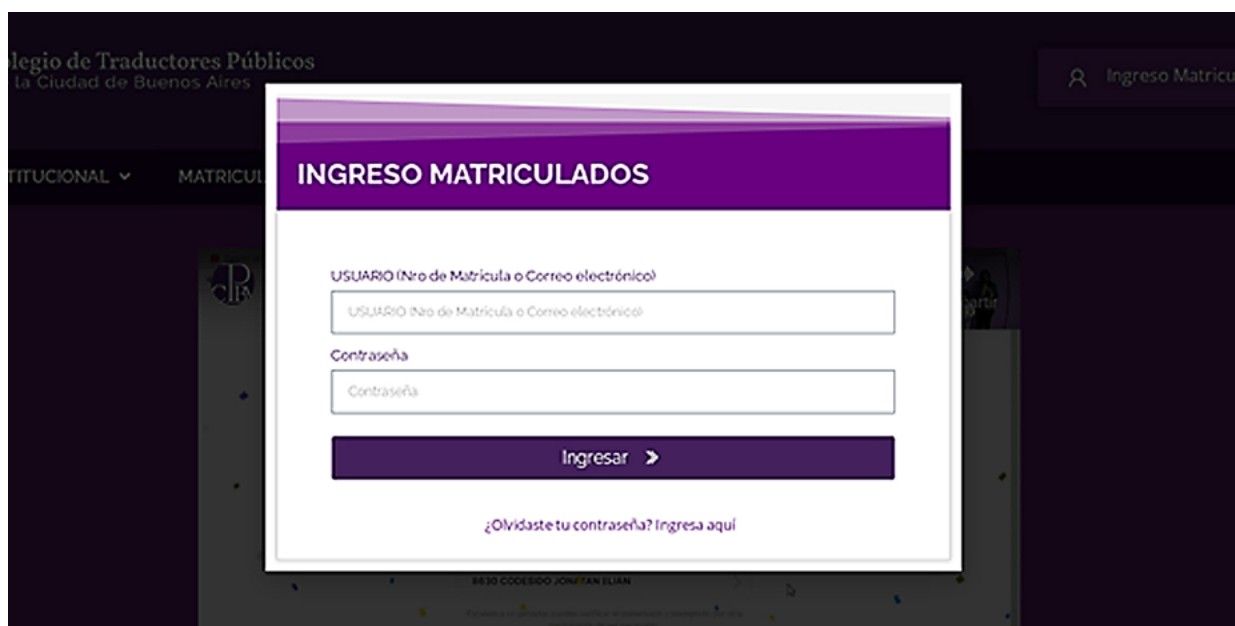 legio de Traductores Públicos
la Ciudad de Buenos Aires
Ingreso Matricu
TITUCIONAL
MATRICUL
INGRESO MATRICULADOS
USUARIO (Nro de Matrícula o Correo electrónico)
USUARIO (Nro de Matrícula o Correo electrónico)
Contraseña
Contraseña
Ingresar
¿Olvidaste tu contraseña? Ingresa aquí
partir
8630 CODESIDO JONATAN ELIAN